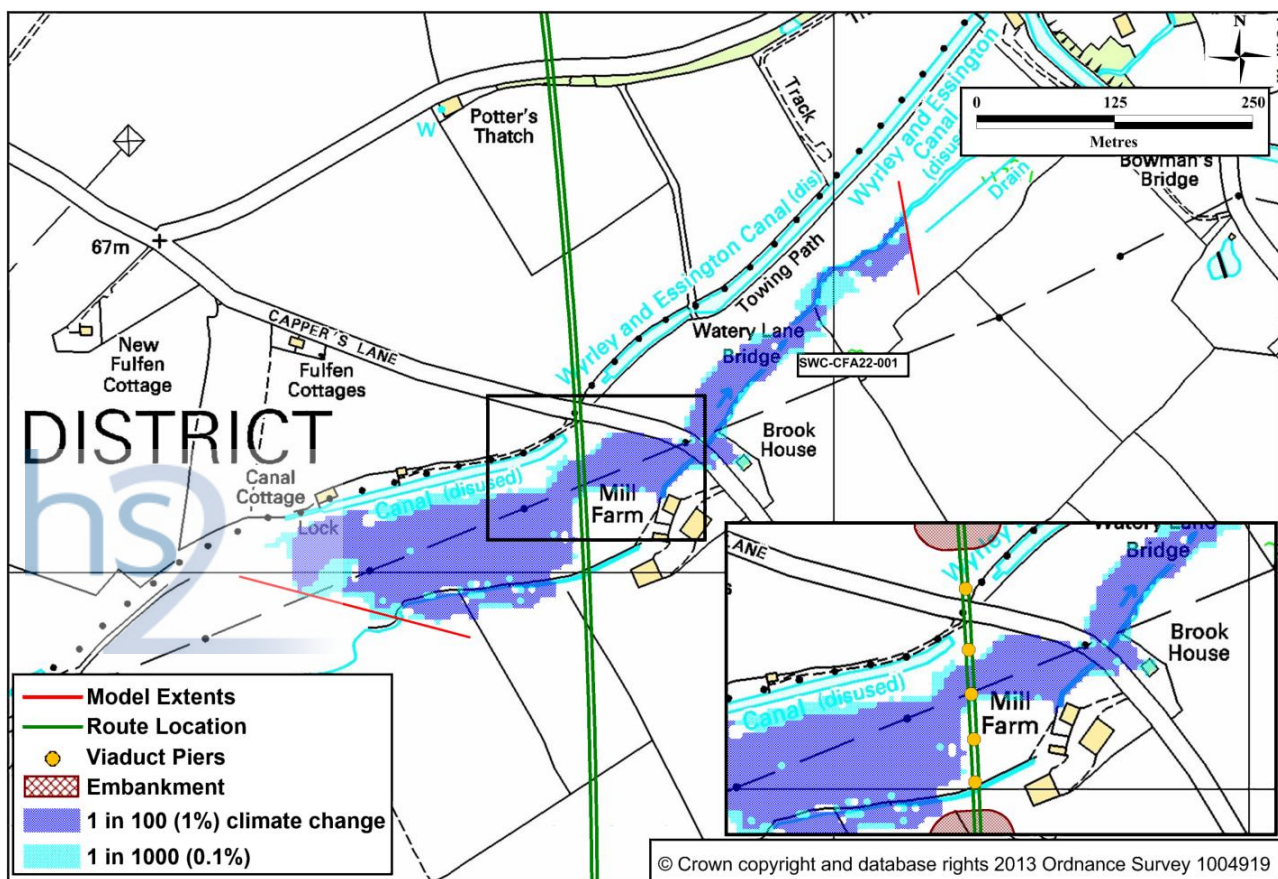 N
0 125 250
Metres
Potter's
Thatch
W
Track
Wyrley and Essington Canal (dis)
Wyrley and Essington
Canal
(disus
Drain
Bowman's
Bridge
Towing Path
67m
CAPPER'S LANE
New
Fulfen
Cottage
Fulfen
Cottages
Watery Lane
Bridge
SWC-CFA22-001
DISTRICT
Canal
Cottage
Lock
Canal (disused)
Brook
House
Mill
Farm
hs2
LANE
Bridge
Canal (disused)
Brook
House
Mill
Farm
Model Extents
Route Location
Viaduct Piers
Embankment
1 in 100 (1%) climate change
1 in 1000 (0.1%)
© Crown copyright and database rights 2013 Ordnance Survey 1004919